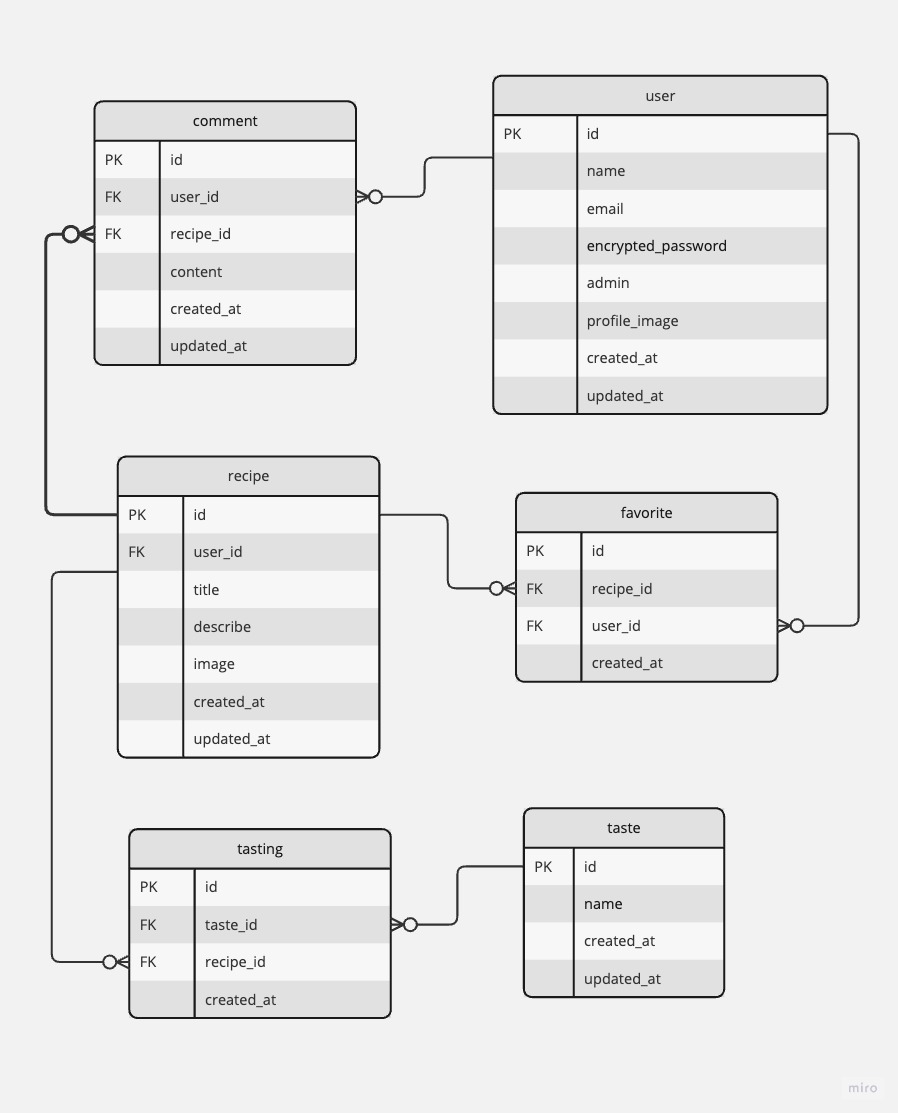 comment
PK id
FK user_id
FK recipe_id
content
created_at
updated_at
user
PK id
name
email
encrypted_password
admin
profile_image
created_at
updated_at
recipe
PK id
FK user_id
title
describe
image
created_at
updated_at
favorite
PK id
FK recipe_id
FK user_id
created_at
tasting
PK id
FK taste_id
FK recipe_id
created_at
taste
PK id
name
created_at
updated_at
miro